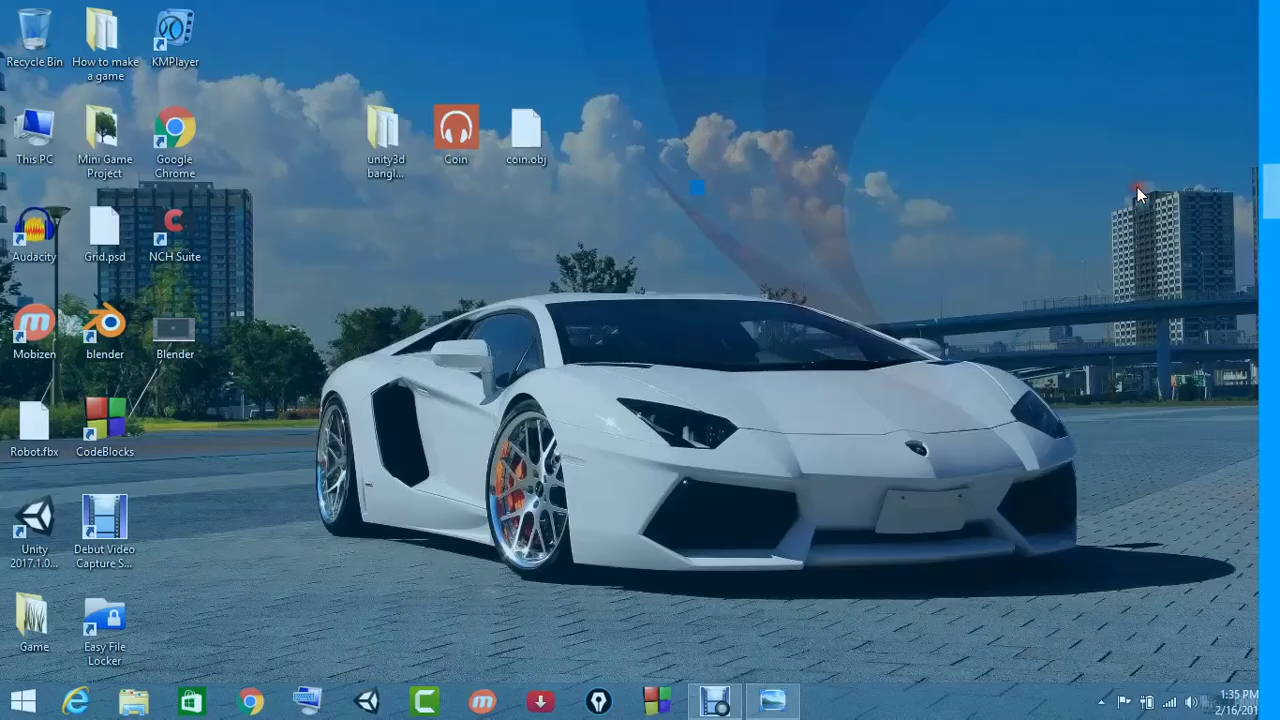 Recycle Bin
How to make
a game
KMPlayer
This PC
Mini Game
Project
Google
Chrome
unity3d
bangl...
Coin
coin.obj
Audacity
Grid.psd
NCH Suite
Mobizen
blender
Blender
Robot.fbx
CodeBlocks
Unity
2017.1.0...
Debut Video
Capture S...
Game
Easy File
Locker
1:35 PM
2/16/201